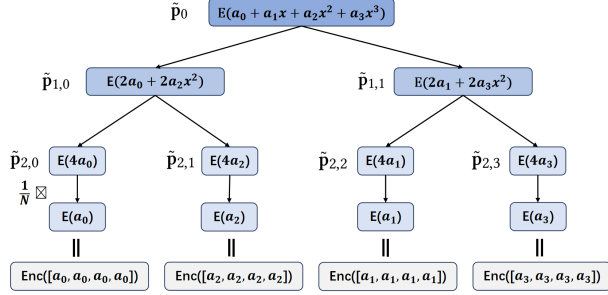 p̃₀ E(a₀ + a₁x + a₂x² + a₃x³)
p̃₁,₀ E(2a₀ + 2a₂x²) p̃₁,₁ E(2a₁ + 2a₃x²)
p̃₂,₀ E(4a₀) p̃₂,₁ E(4a₂) p̃₂,₂ E(4a₁) p̃₂,₃ E(4a₃)
1/N ☒
E(a₀) E(a₂) E(a₁) E(a₃)
Enc([a₀, a₀, a₀, a₀]) Enc([a₂, a₂, a₂, a₂]) Enc([a₁, a₁, a₁, a₁]) Enc([a₃, a₃, a₃, a₃])